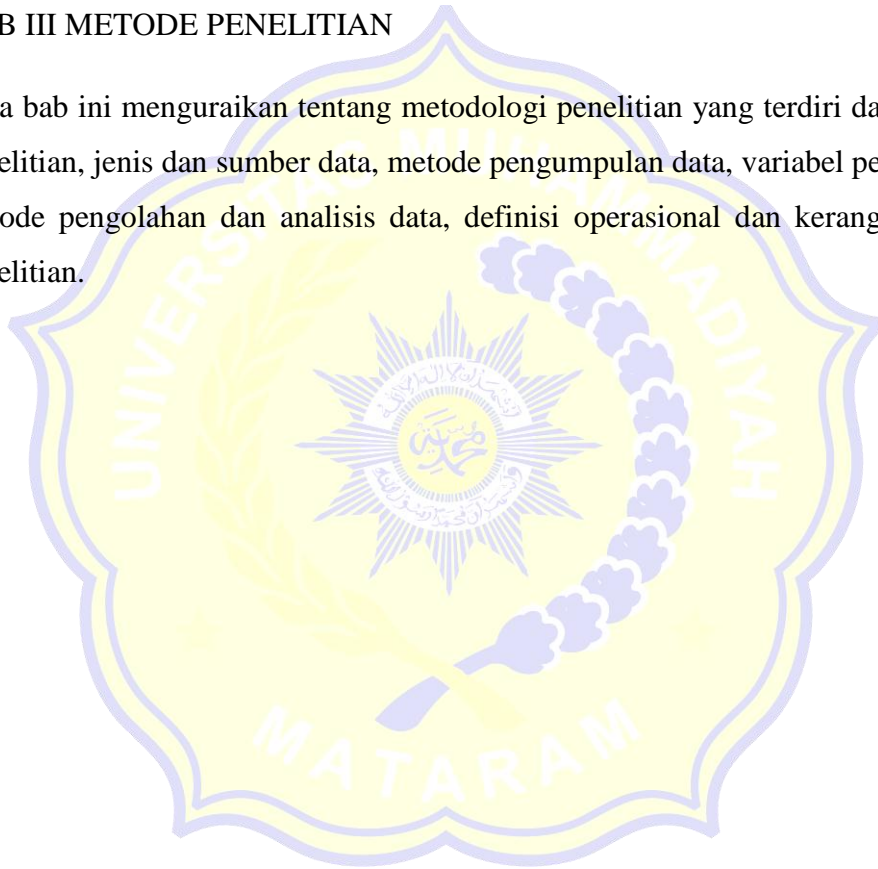 B III METODE PENELITIAN
a bab ini menguraikan tentang metodologi penelitian yang terdiri da
elitian, jenis dan sumber data, metode pengumpulan data, variabel pe
ode pengolahan dan analisis data, definisi operasional dan kerang
elitian.
UNIVERSITAS MUHAMMADIYAH
MATARAM